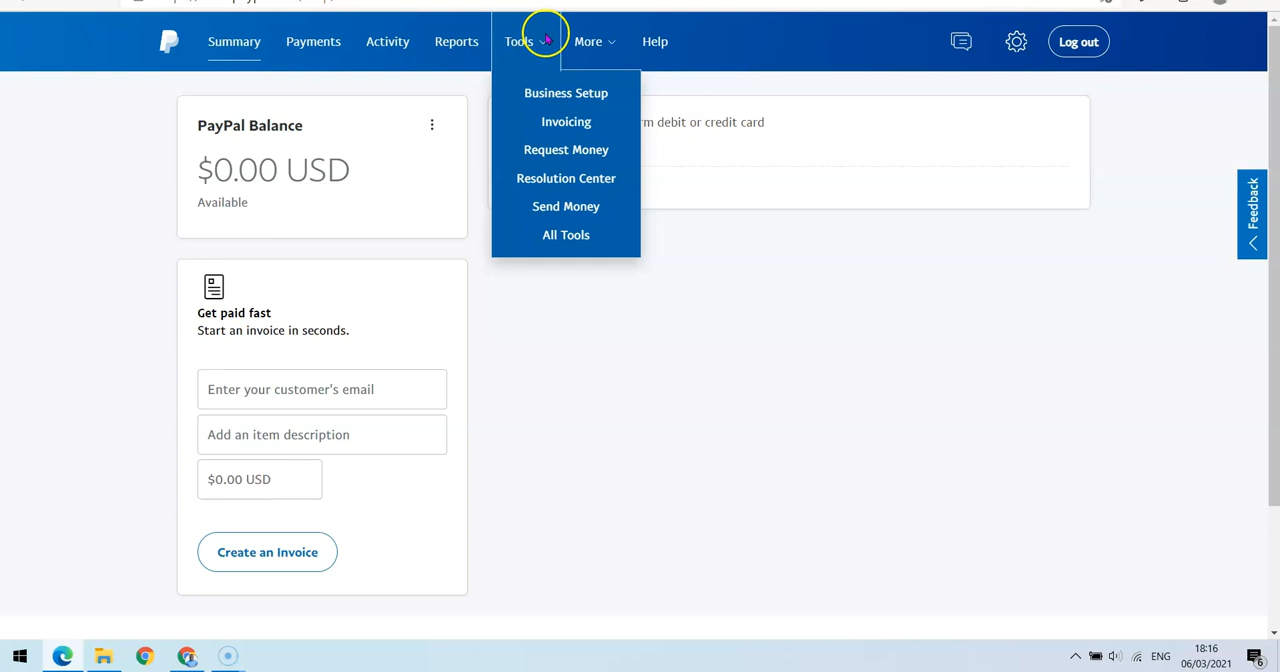 Summary Payments Activity Reports Tools More Help Log out
Business Setup
Invoicing
Request Money
Resolution Center
Send Money
All Tools
PayPal Balance
$0.00 USD
Available
debit or credit card
Feedback
Get paid fast
Start an invoice in seconds.
Enter your customer's email
Add an item description
$0.00 USD
Create an Invoice
ENG
18:16
06/03/2021
6